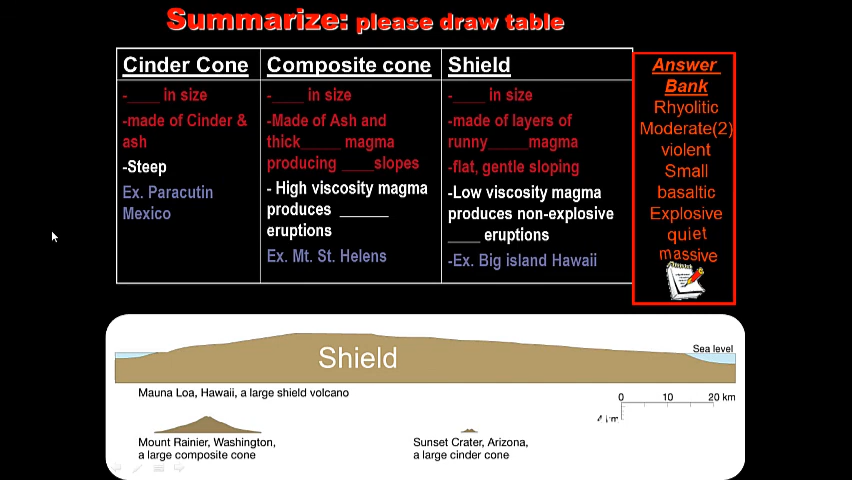 Summarize: please draw table
Cinder Cone
-____ in size
-made of Cinder &
ash
-Steep
Ex. Paracutin
Mexico
Composite cone
-____ in size
-Made of Ash and
thick_____ magma
producing ____slopes
- High viscosity magma
produces ______
eruptions
Ex. Mt. St. Helens
Shield
-____ in size
-made of layers of
runny_____magma
-flat, gentle sloping
-Low viscosity magma
produces non-explosive
____ eruptions
-Ex. Big island Hawaii
Answer
Bank
Rhyolitic
Moderate(2)
violent
Small
basaltic
Explosive
quiet
massive
Shield
Sea level
Mauna Loa, Hawaii, a large shield volcano
0 10 20 km
Mount Rainier, Washington,
a large composite cone
Sunset Crater, Arizona,
a large cinder cone